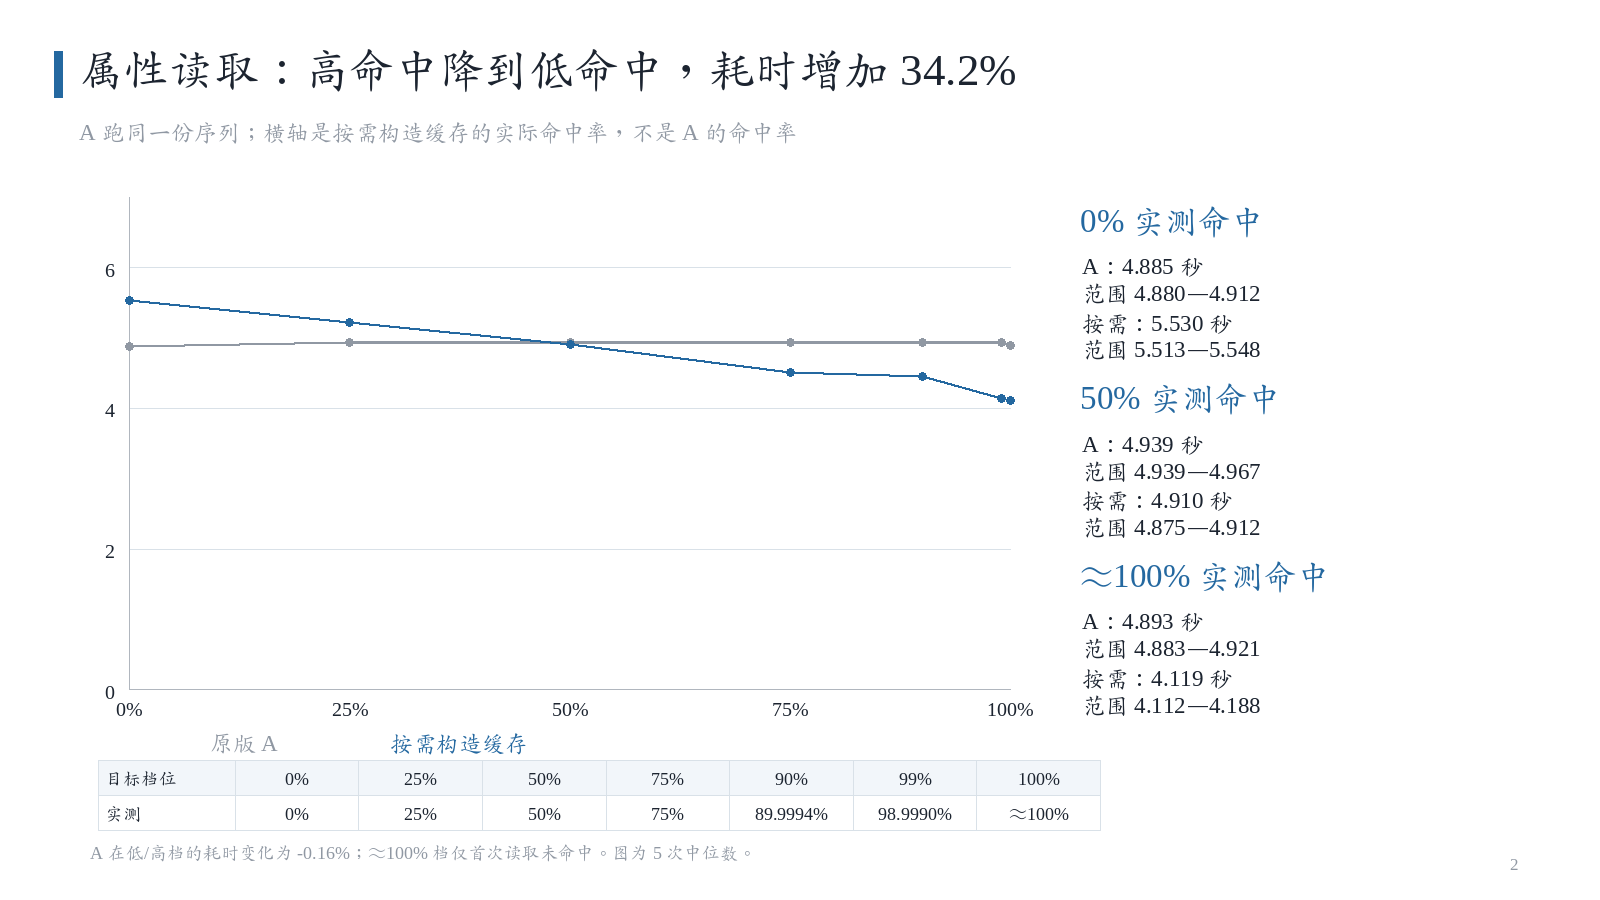 属性读取：高命中降到低命中，耗时增加 34.2%
A 跑同一份序列；横轴是按需构造缓存的实际命中率，不是 A 的命中率
6
4
2
0
0% 25% 50% 75% 100%
原版 A 按需构造缓存
0% 实测命中
A：4.885 秒
范围 4.880—4.912
按需：5.530 秒
范围 5.513—5.548
50% 实测命中
A：4.939 秒
范围 4.939—4.967
按需：4.910 秒
范围 4.875—4.912
≈100% 实测命中
A：4.893 秒
范围 4.883—4.921
按需：4.119 秒
范围 4.112—4.188
目标档位 0% 25% 50% 75% 90% 99% 100%
实测 0% 25% 50% 75% 89.9994% 98.9990% ≈100%
A 在低/高档的耗时变化为 -0.16%；≈100% 档仅首次读取未命中。图为 5 次中位数。
2